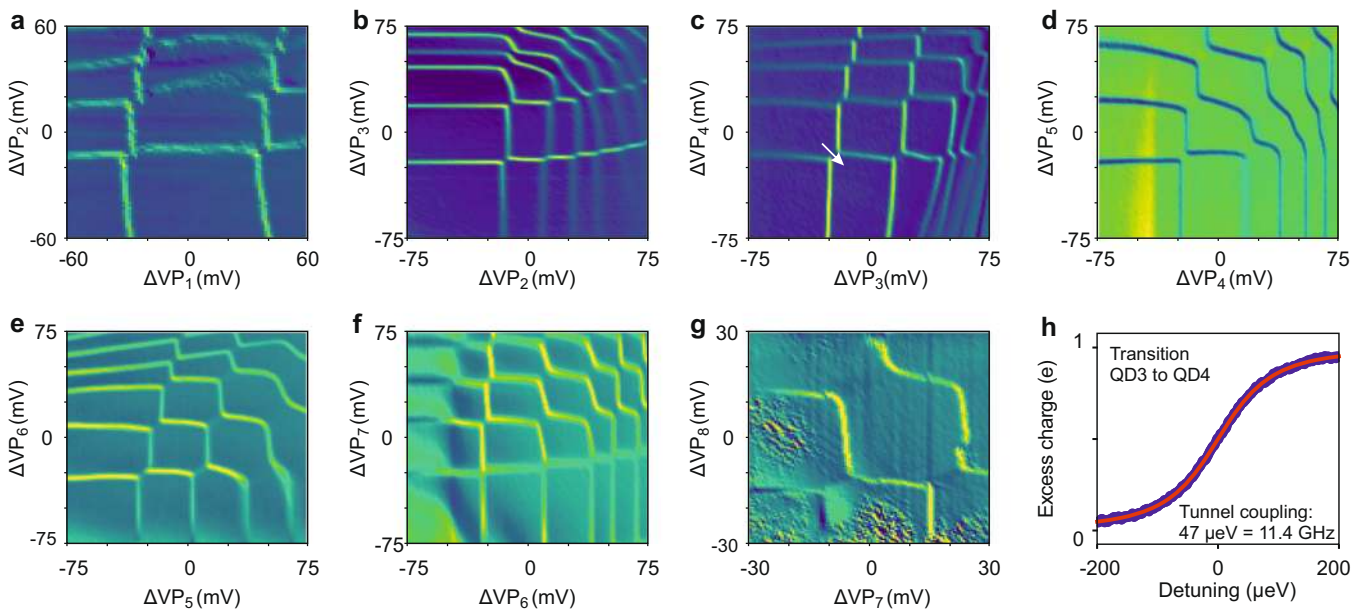 a
b
c
d
60
0
-60
ΔVP₂ (mV)
-60 0 60
ΔVP₁ (mV)
75
0
-75
ΔVP₃ (mV)
-75 0 75
ΔVP₂ (mV)
75
0
-75
ΔVP₄ (mV)
-75 0 75
ΔVP₃(mV)
75
0
-75
ΔVP₅ (mV)
-75 0 75
ΔVP₄ (mV)
e
f
g
h
75
0
-75
ΔVP₆ (mV)
-75 0 75
ΔVP₅ (mV)
75
0
-75
ΔVP₇ (mV)
-75 0 75
ΔVP₆ (mV)
30
0
-30
ΔVP₈ (mV)
-30 0 30
ΔVP₇ (mV)
1
0
Excess charge (e)
Transition
QD3 to QD4
Tunnel coupling:
47 µeV = 11.4 GHz
-200 0 200
Detuning (µeV)